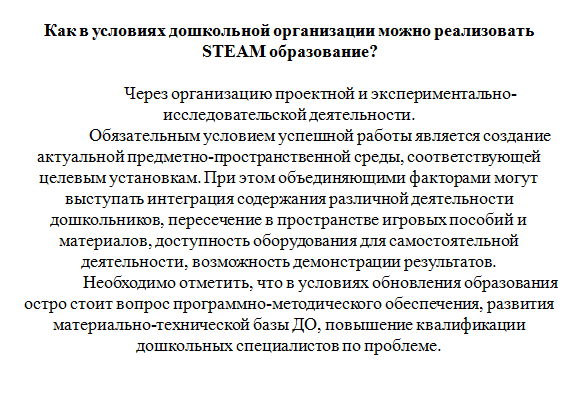 Как в условиях дошкольной организации можно реализовать
STEAM образование?
Через организацию проектной и экспериментально-
исследовательской деятельности.
Обязательным условием успешной работы является создание
актуальной предметно-пространственной среды, соответствующей
целевым установкам. При этом объединяющими факторами могут
выступать интеграция содержания различной деятельности
дошкольников, пересечение в пространстве игровых пособий и
материалов, доступность оборудования для самостоятельной
деятельности, возможность демонстрации результатов.
Необходимо отметить, что в условиях обновления образования
остро стоит вопрос программно-методического обеспечения, развития
материально-технической базы ДО, повышение квалификации
дошкольных специалистов по проблеме.